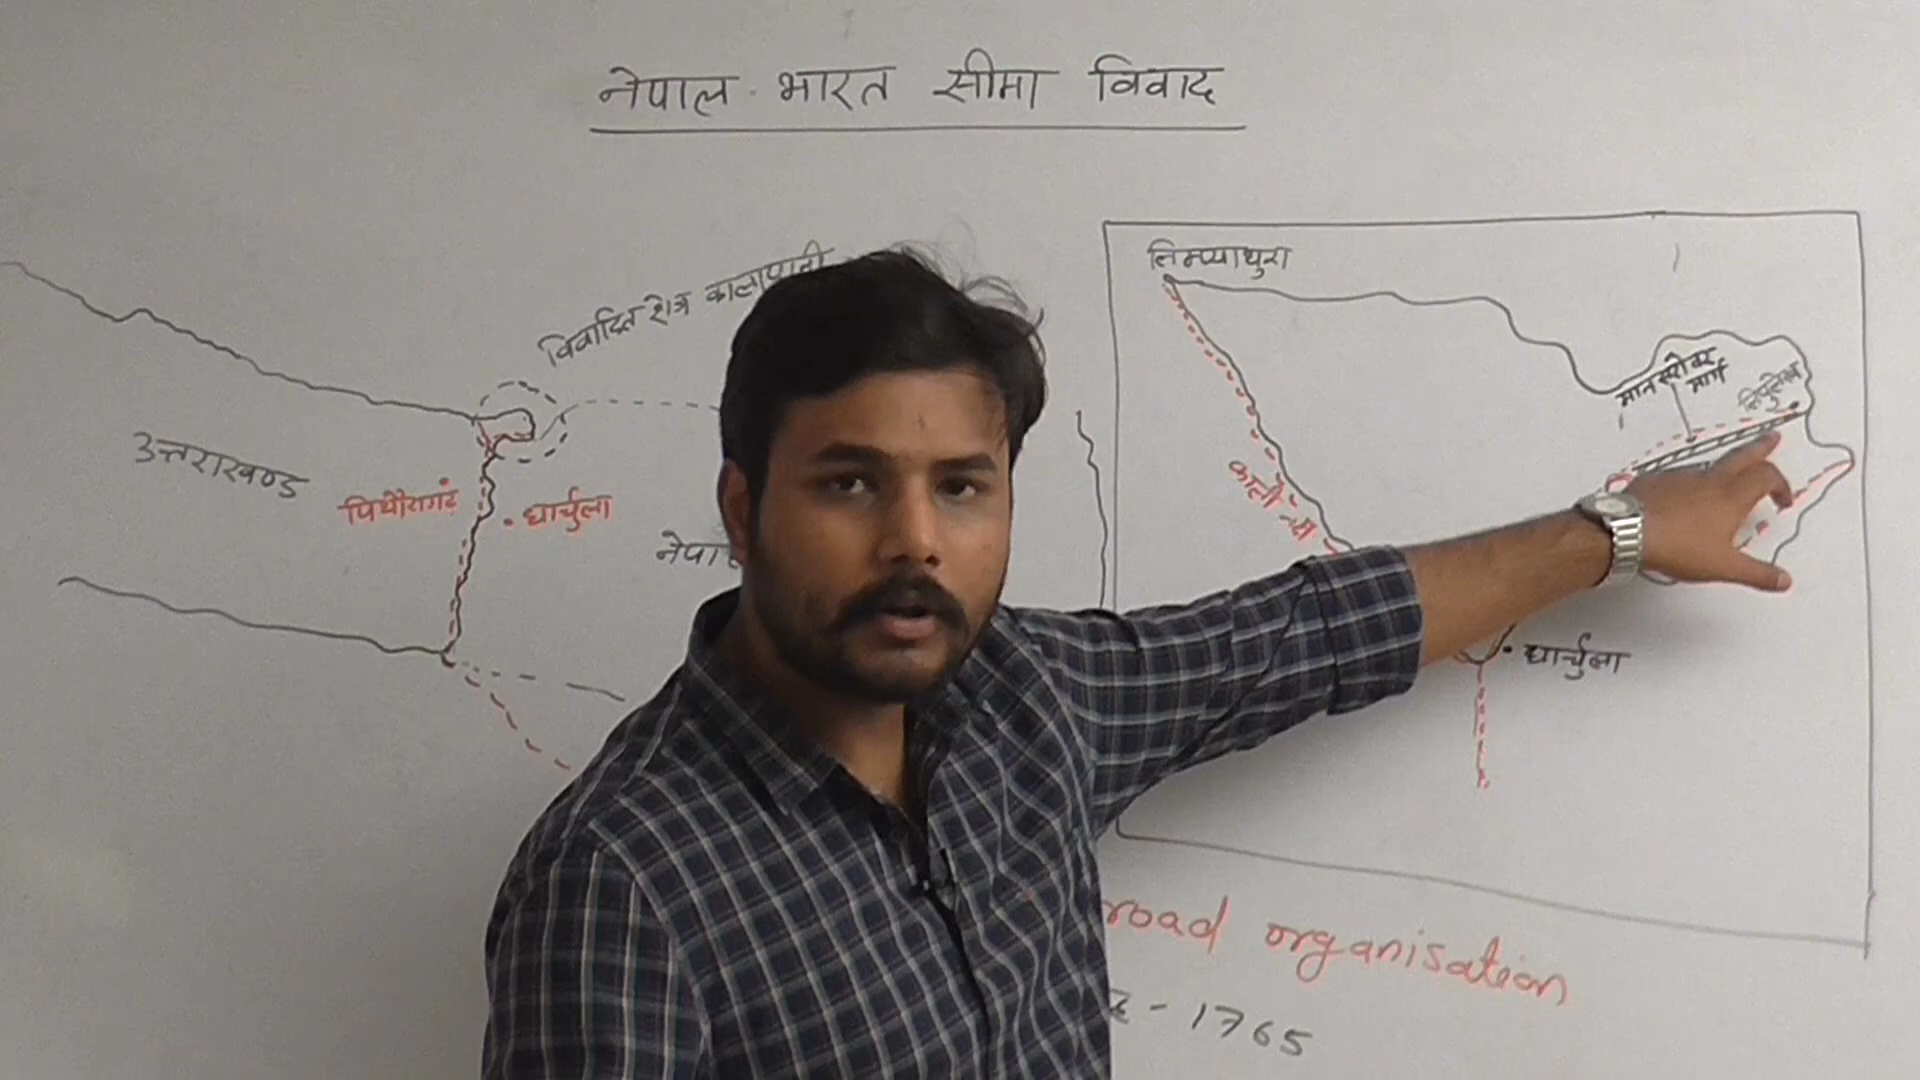 नेपाल भारत सीमा विवाद
विवादित क्षेत्र कालापानी
उत्तराखण्ड
पिथौरागढ़
धार्चुला
नेपाल
लिम्प्याधुरा
मानसरोवर
मार्ग
लिपुलेख
काली नदी
धार्चुला
road organisation
- 1765